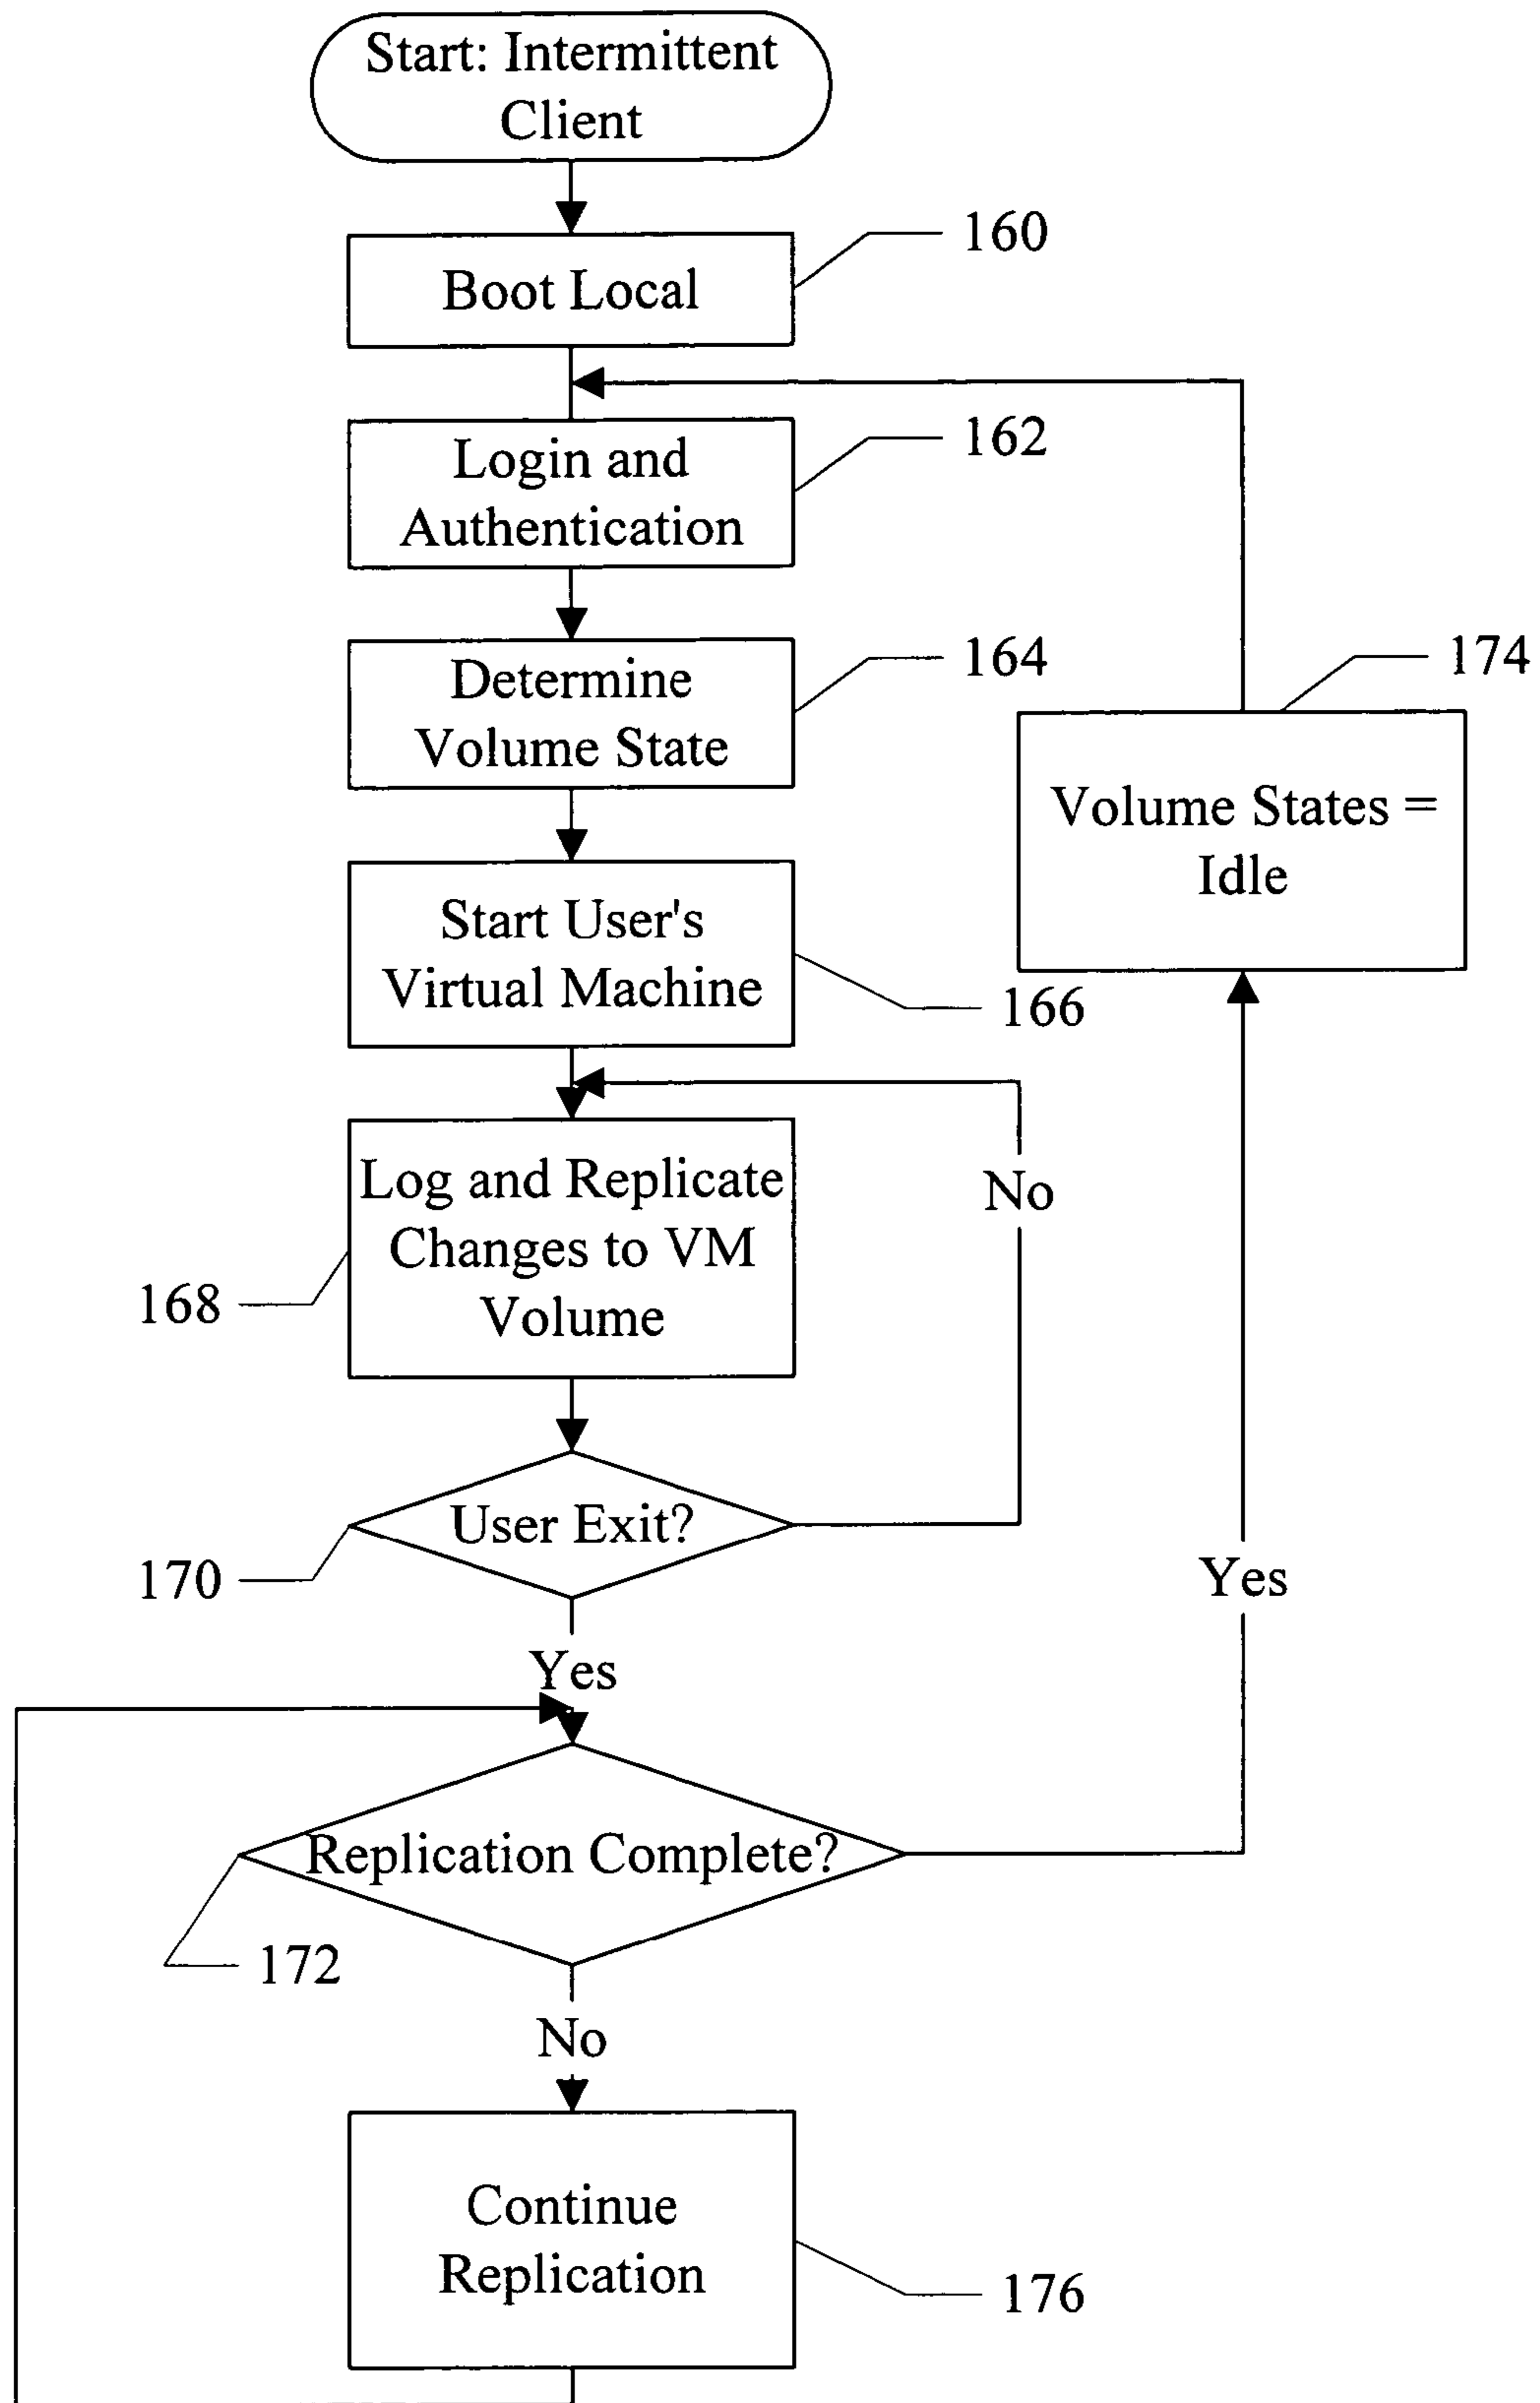 Start: Intermittent
Client
160
Boot Local
162
Login and
Authentication
164
Determine
Volume State
174
Volume States =
Idle
Start User's
Virtual Machine
166
Log and Replicate
Changes to VM
Volume
No
168
User Exit?
170
Yes
Yes
Replication Complete?
172
No
Continue
Replication
176